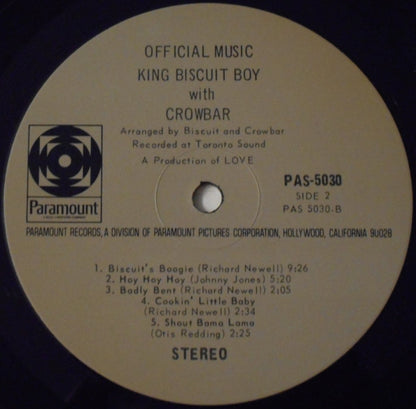 OFFICIAL MUSIC
KING BISCUIT BOY
with
CROWBAR
Arranged by Biscuit and Crowbar
Recorded at Toronto Sound
A Production of LOVE
Paramount
PAS-5030
SIDE 2
PAS 5030-B
PARAMOUNT RECORDS, A DIVISION OF PARAMOUNT PICTURES CORPORATION, HOLLYWOOD, CALIFORNIA 90028
1. Biscuit's Boogie (Richard Newell) 9:26
2. Hoy Hoy Hoy (Johnny Jones) 5:20
3. Badly Bent (Richard Newell) 2:05
4. Cookin' Little Baby
(Richard Newell) 2:34
5. Shout Bama Lama
(Otis Redding) 2:25
STEREO